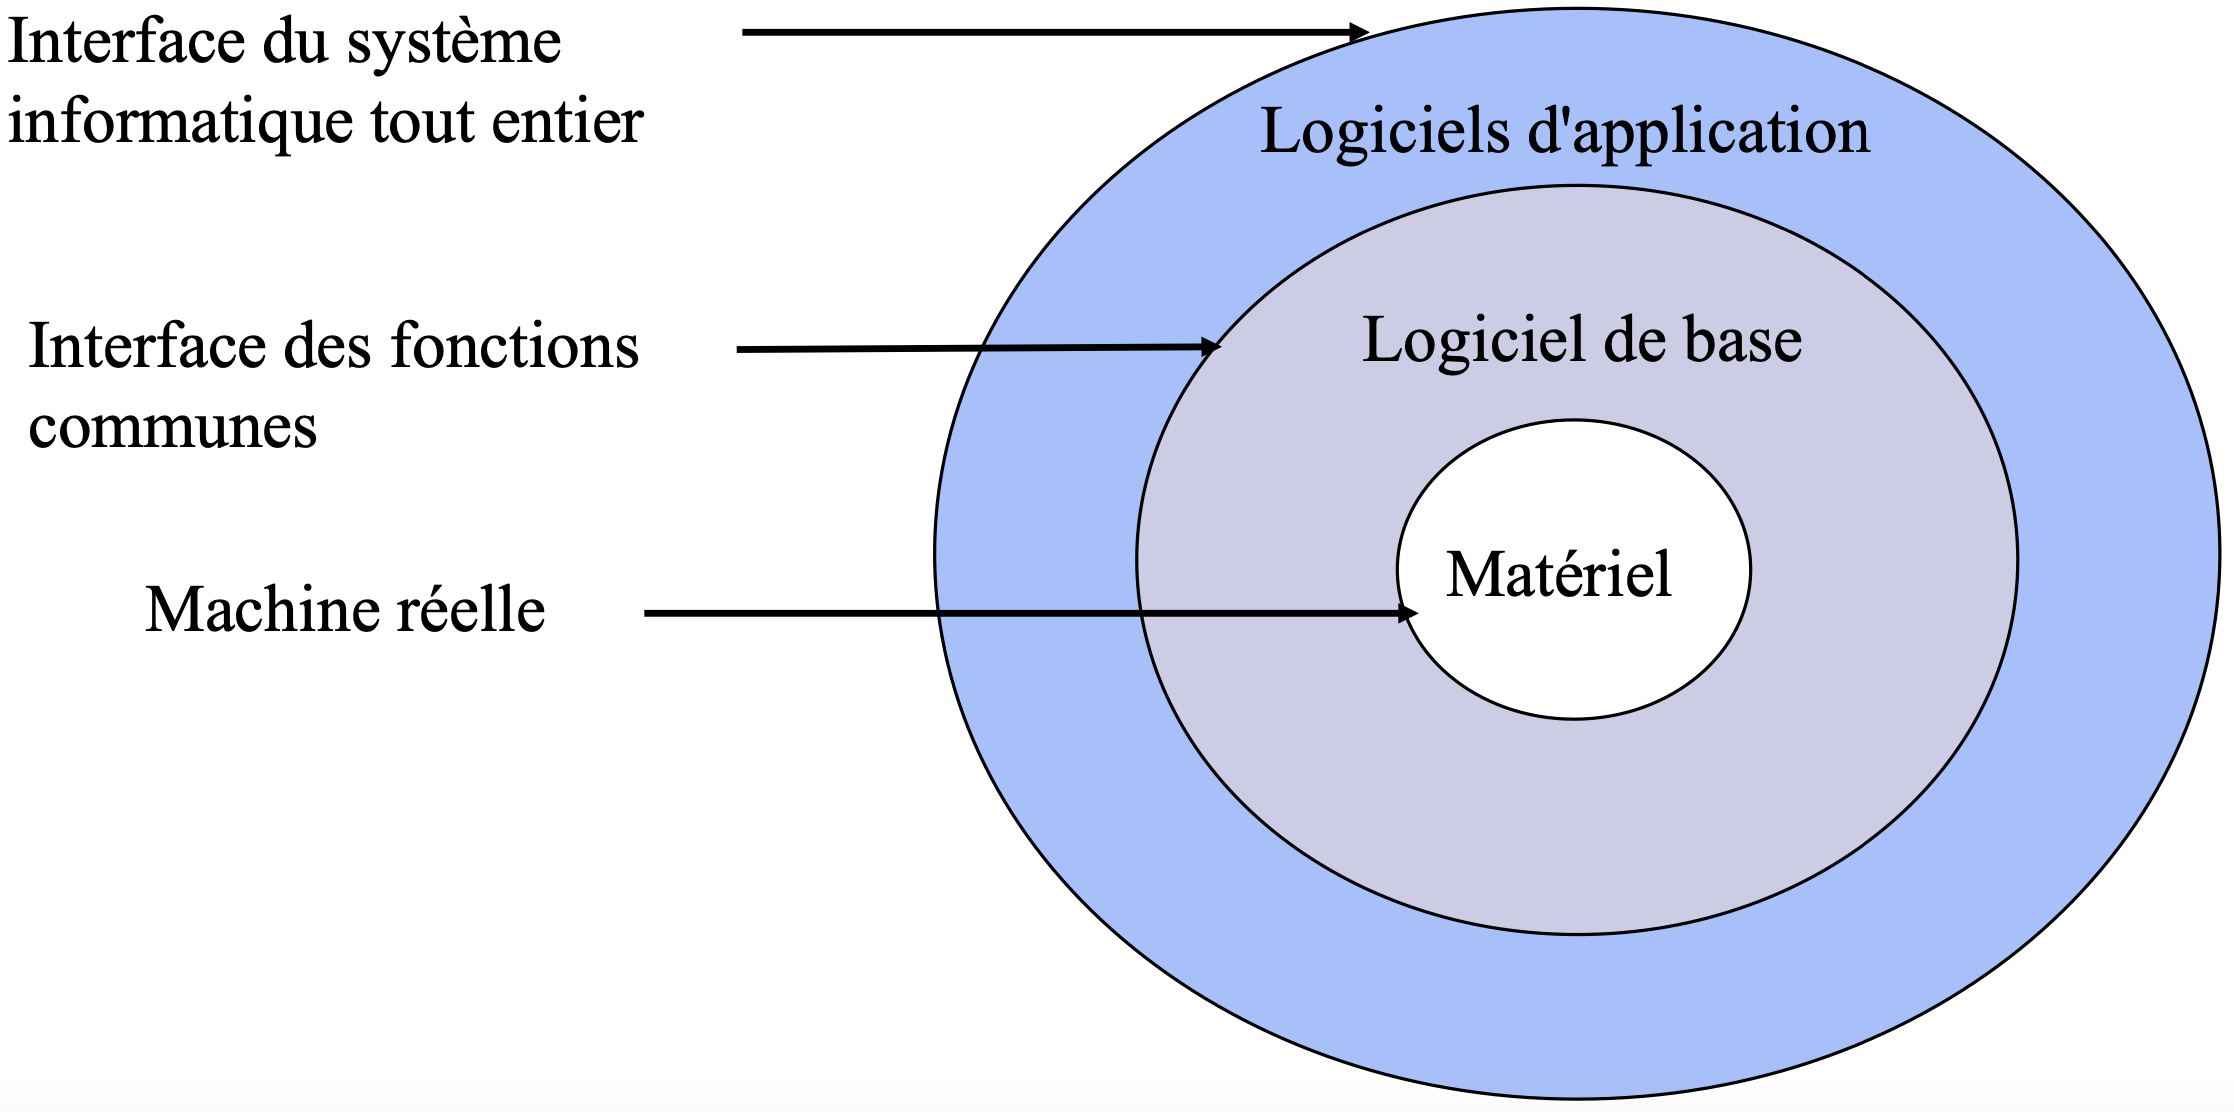 Interface du système
informatique tout entier
Logiciels d'application
Interface des fonctions
communes
Logiciel de base
Machine réelle
Matériel